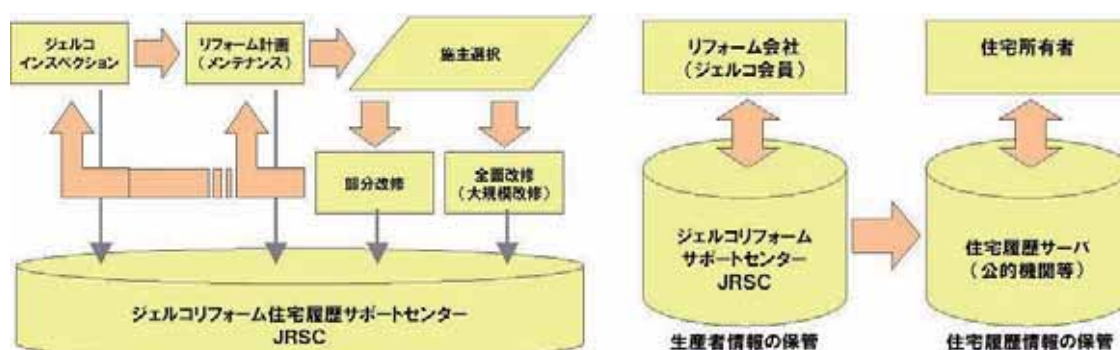 ジェルコ
インスペクション
リフォーム計画
(メンテナンス)
施主選択
部分改修
全面改修
(大規模改修)
ジェルコリフォーム住宅履歴サポートセンター
JRSC
リフォーム会社
(ジェルコ会員)
住宅所有者
ジェルコリフォーム
サポートセンター
JRSC
住宅履歴サーバ
(公的機関等)
生産者情報の保管
住宅履歴情報の保管